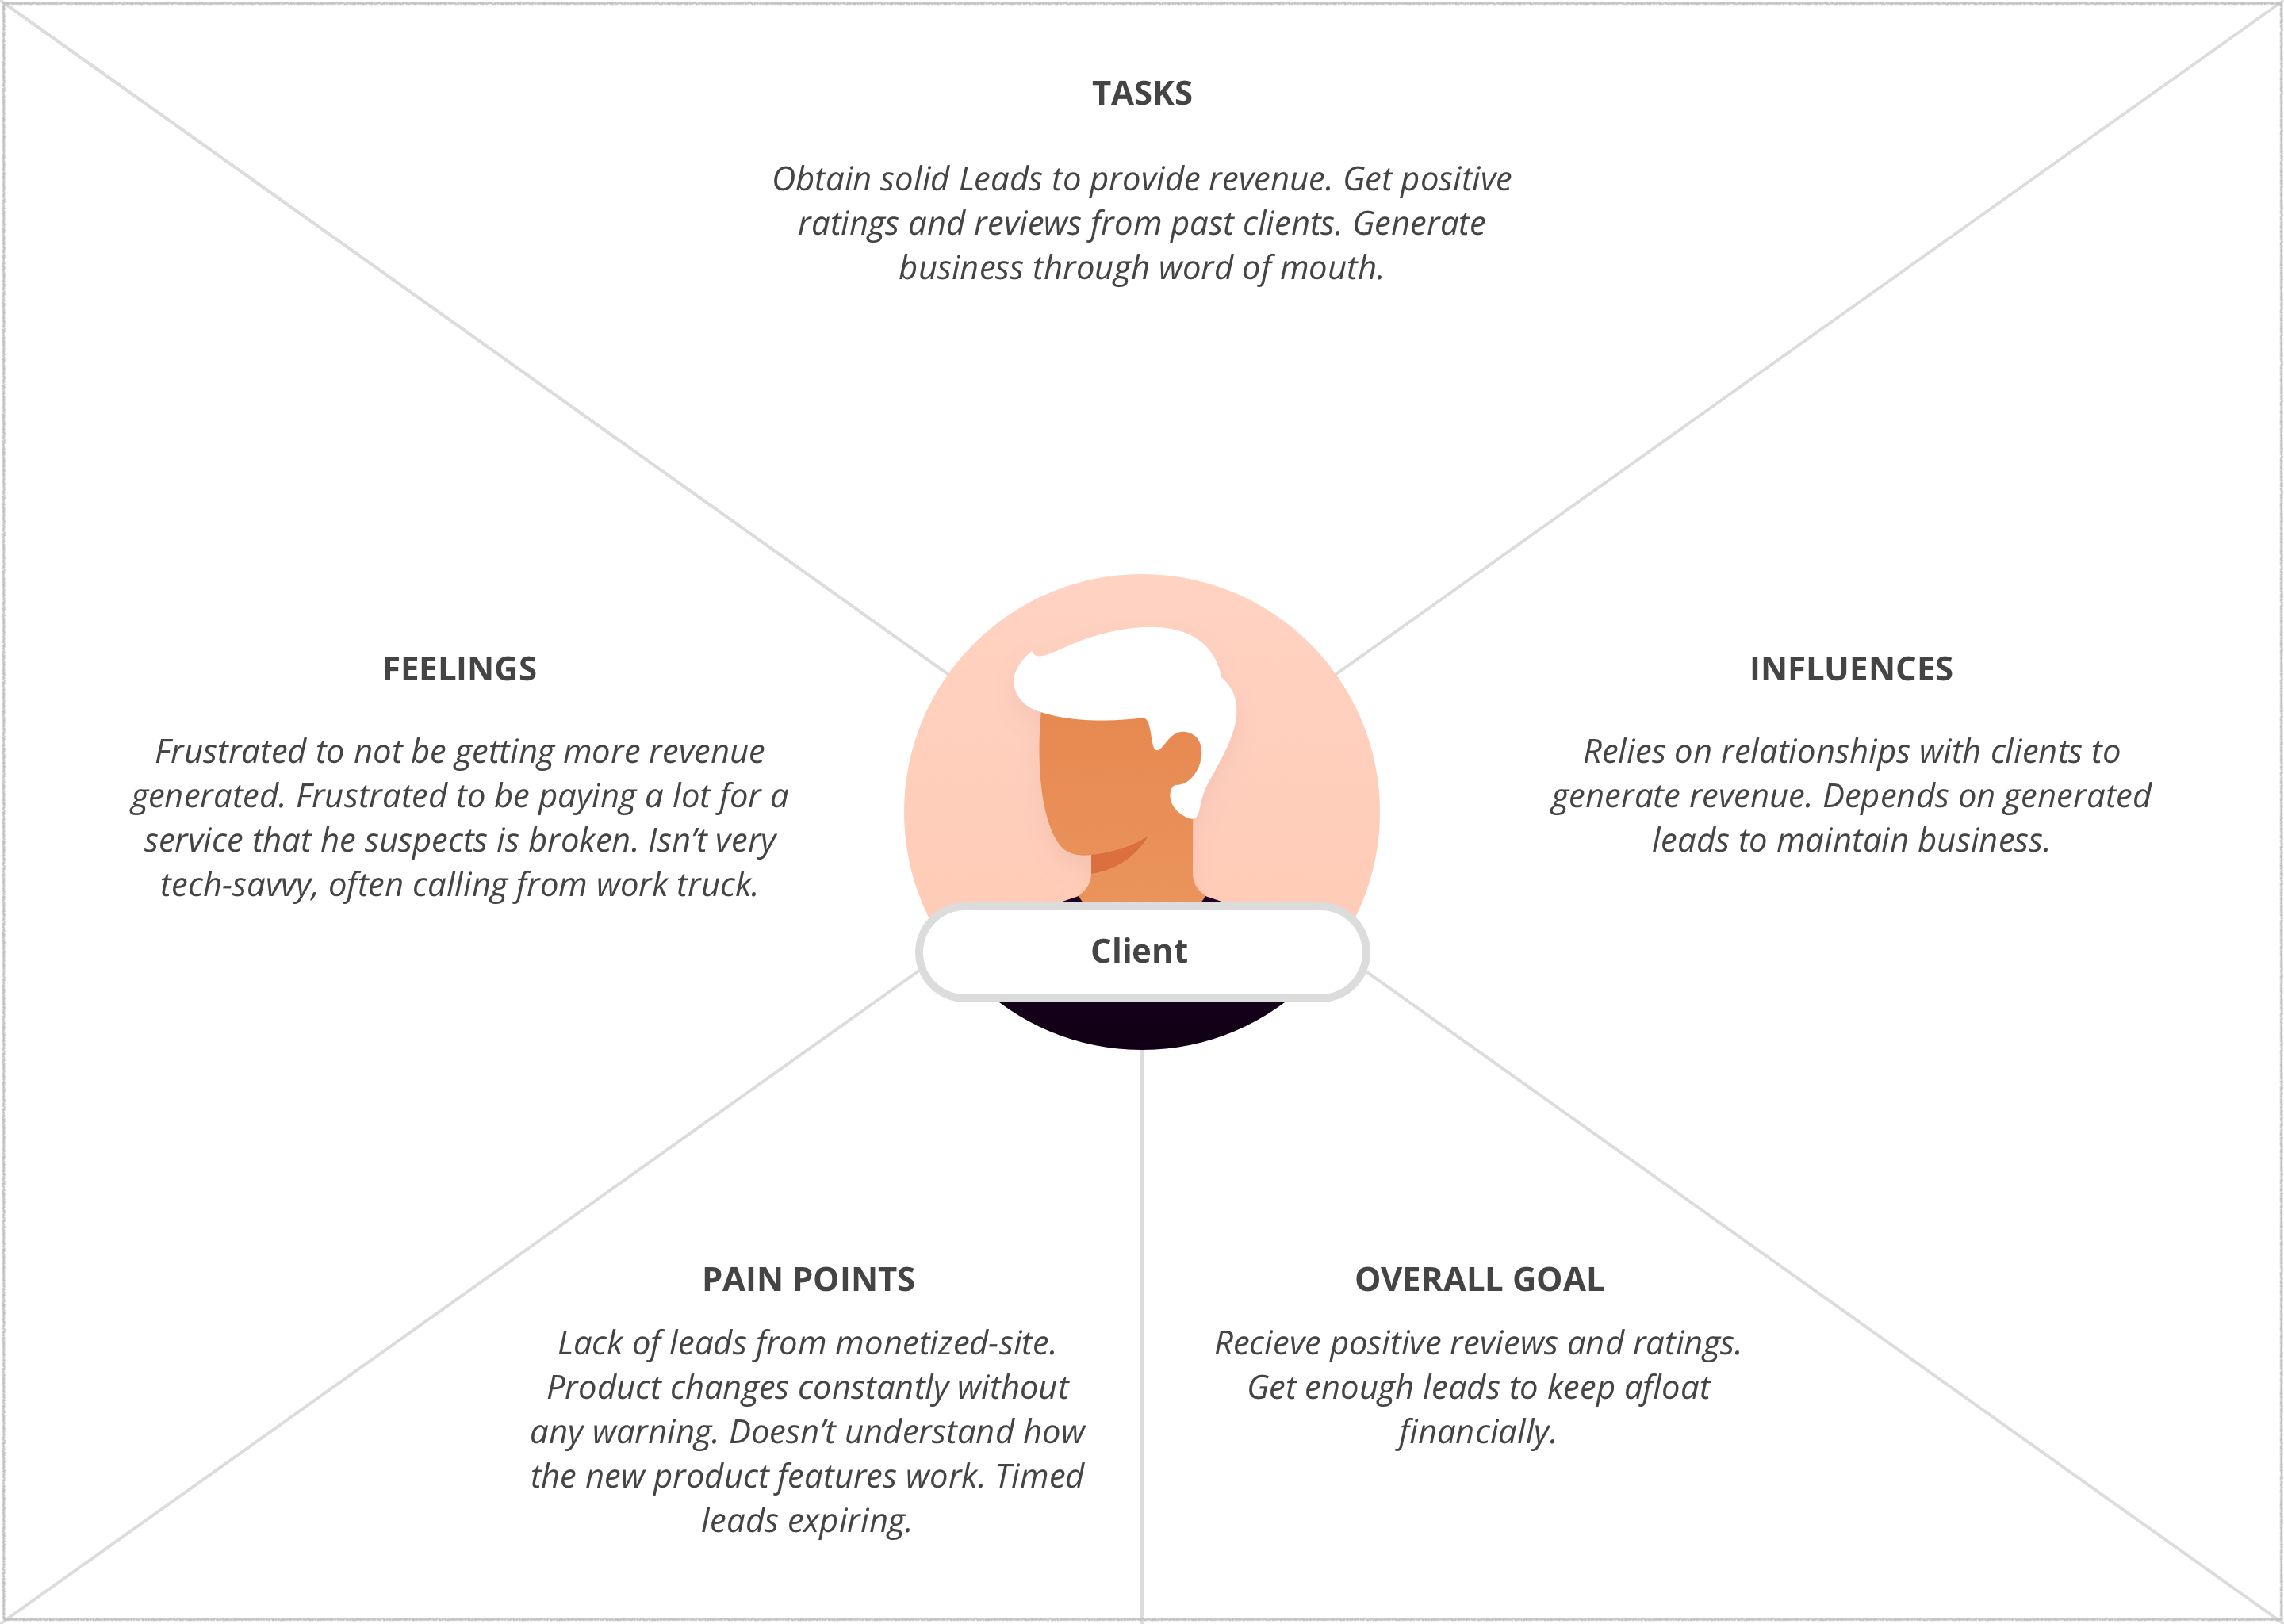 TASKS
Obtain solid Leads to provide revenue. Get positive
ratings and reviews from past clients. Generate
business through word of mouth.
FEELINGS
Frustrated to not be getting more revenue
generated. Frustrated to be paying a lot for a
service that he suspects is broken. Isn’t very
tech-savvy, often calling from work truck.
INFLUENCES
Relies on relationships with clients to
generate revenue. Depends on generated
leads to maintain business.
Client
PAIN POINTS
Lack of leads from monetized-site.
Product changes constantly without
any warning. Doesn’t understand how
the new product features work. Timed
leads expiring.
OVERALL GOAL
Recieve positive reviews and ratings.
Get enough leads to keep afloat
financially.